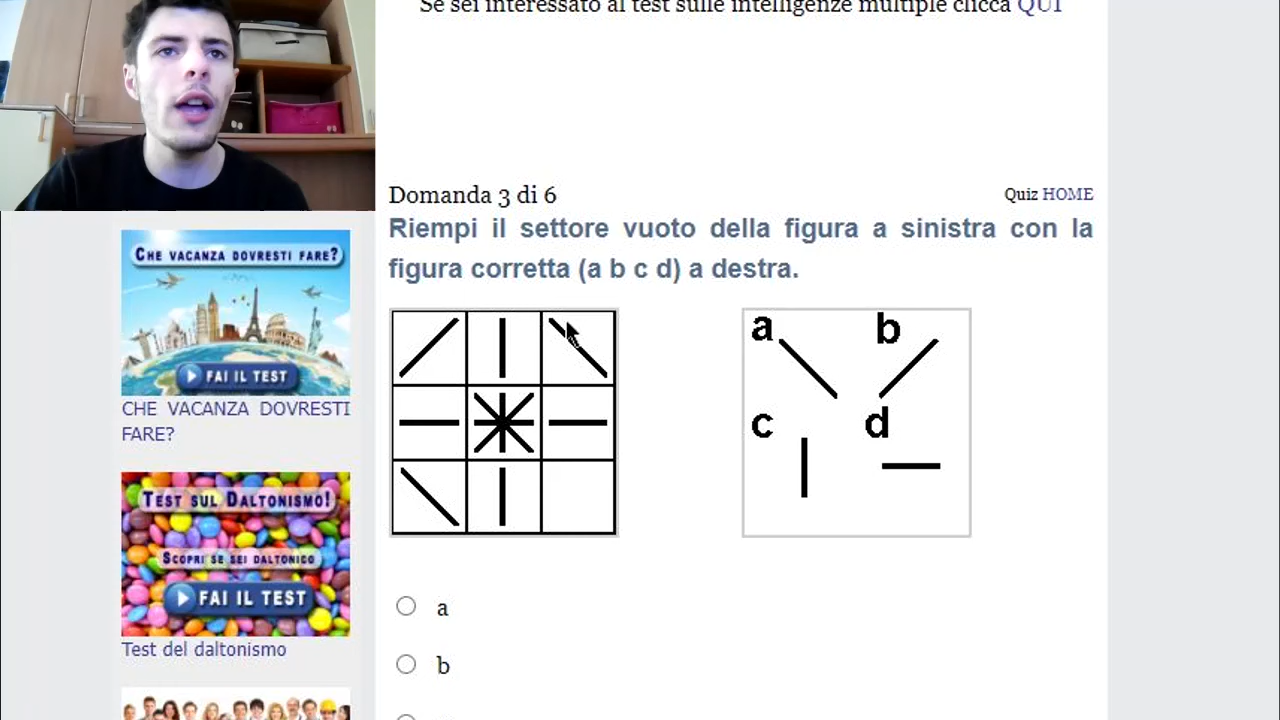 Se sei interessato al test sulle intelligenze multiple clicca QUI
Domanda 3 di 6
Quiz HOME
Riempi il settore vuoto della figura a sinistra con la
figura corretta (a b c d) a destra.
a
b
c
d
a
b
CHE VACANZA DOVRESTI FARE?
FAI IL TEST
CHE VACANZA DOVRESTI
FARE?
TEST SUL DALTONISMO!
SCOPRI SE SEI DALTONICO
FAI IL TEST
Test del daltonismo